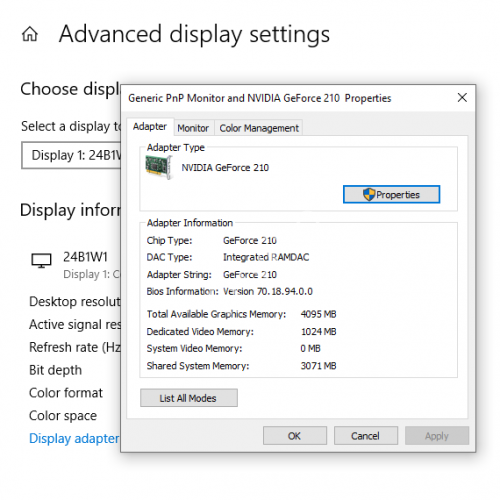 Advanced display settings
Choose displ
Select a display to
Display 1: 24B1W
Display infor
24B1W1
Display 1: C
Desktop resolut
Active signal res
Refresh rate (Hz
Bit depth
Color format
Color space
Display adapter
Generic PnP Monitor and NVIDIA GeForce 210 Properties
Adapter Monitor Color Management
Adapter Type
NVIDIA GeForce 210
Properties
Adapter Information
Chip Type: GeForce 210
DAC Type: Integrated RAMDAC
Adapter String: GeForce 210
Bios Information: Version 70.18.94.0.0
Total Available Graphics Memory: 4095 MB
Dedicated Video Memory: 1024 MB
System Video Memory: 0 MB
Shared System Memory: 3071 MB
List All Modes
OK Cancel Apply